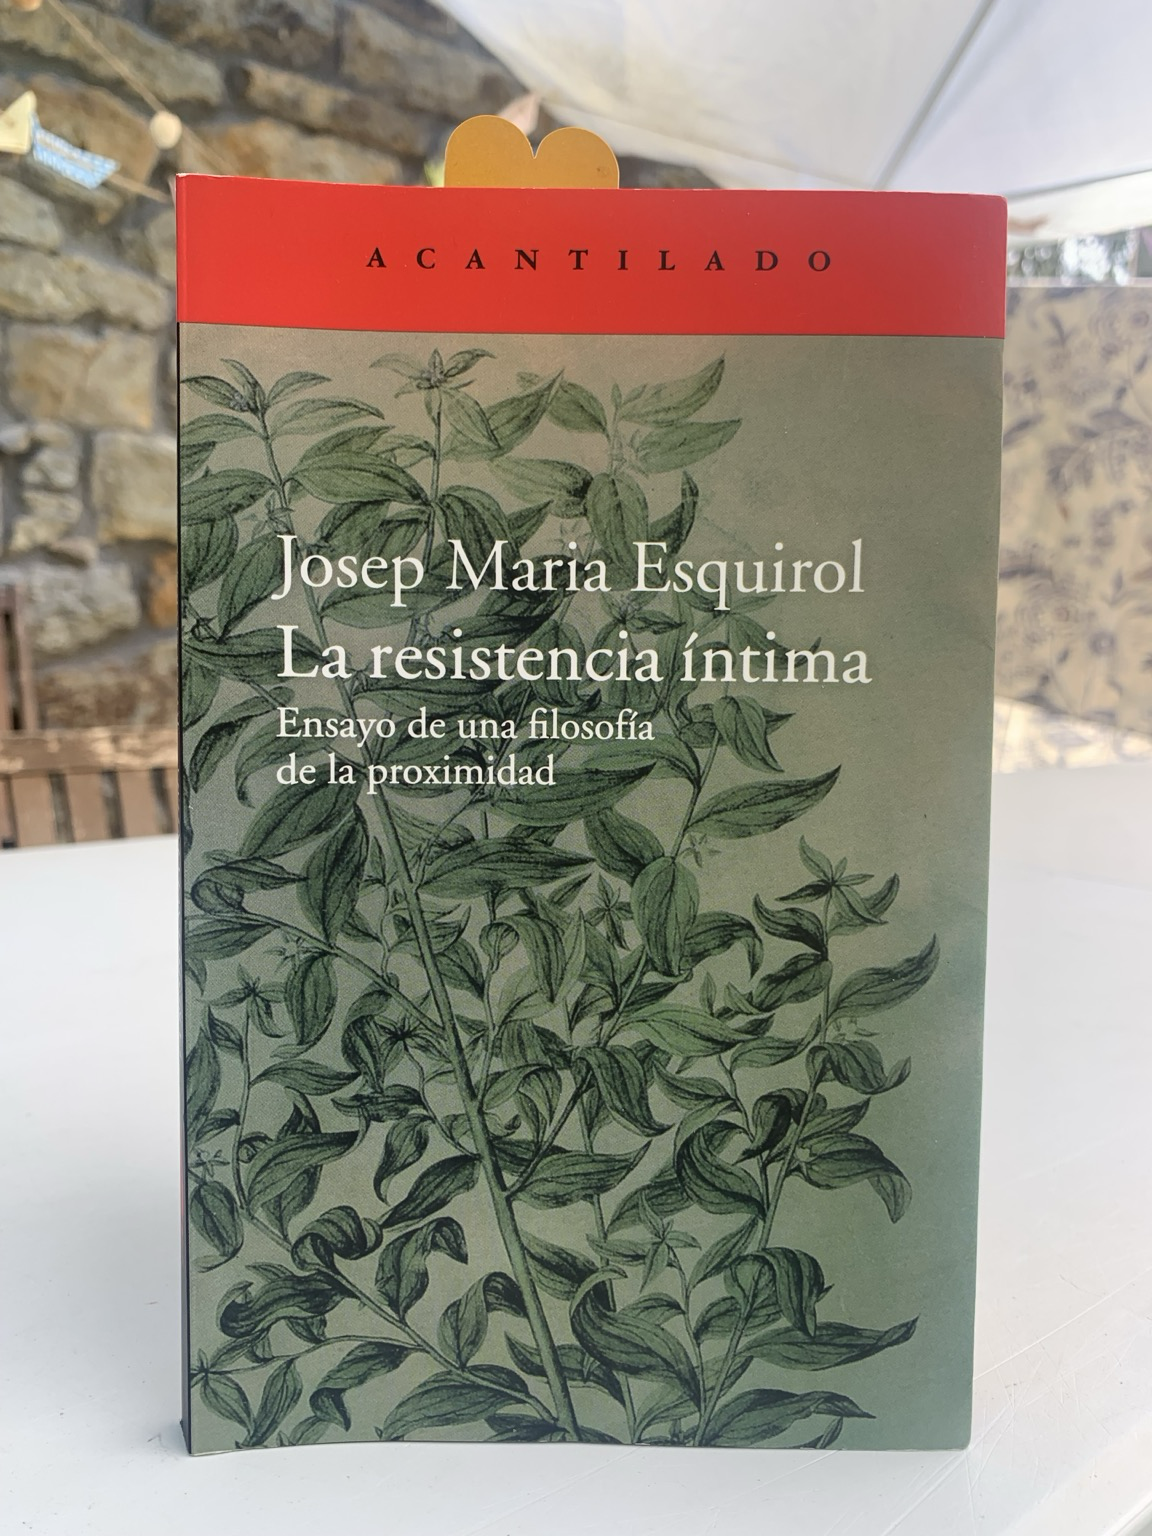 ACANTILADO
Josep Maria Esquirol
La resistencia íntima
Ensayo de una filosofía
de la proximidad